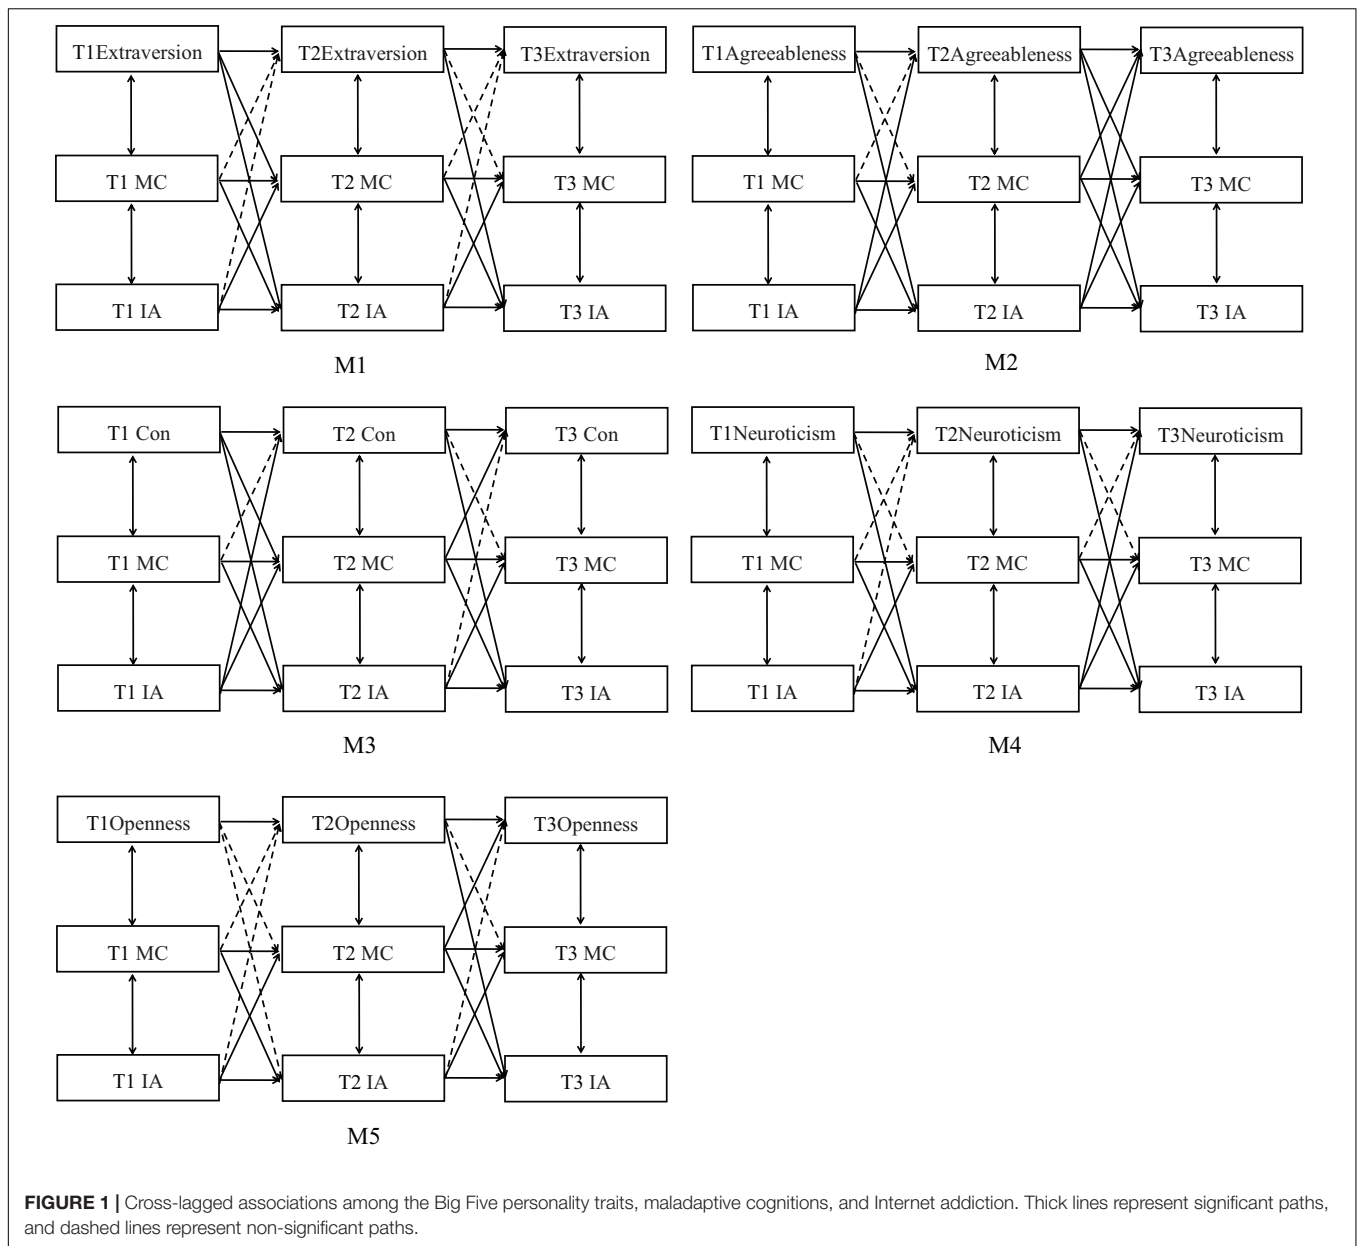 T1Extraversion T2Extraversion T3Extraversion
T1 MC T2 MC T3 MC
T1 IA T2 IA T3 IA
M1
T1Agreeableness T2Agreeableness T3Agreeableness
T1 MC T2 MC T3 MC
T1 IA T2 IA T3 IA
M2
T1 Con T2 Con T3 Con
T1 MC T2 MC T3 MC
T1 IA T2 IA T3 IA
M3
T1Neuroticism T2Neuroticism T3Neuroticism
T1 MC T2 MC T3 MC
T1 IA T2 IA T3 IA
M4
T1Openness T2Openness T3Openness
T1 MC T2 MC T3 MC
T1 IA T2 IA T3 IA
M5
FIGURE 1 | Cross-lagged associations among the Big Five personality traits, maladaptive cognitions, and Internet addiction. Thick lines represent significant paths,
and dashed lines represent non-significant paths.